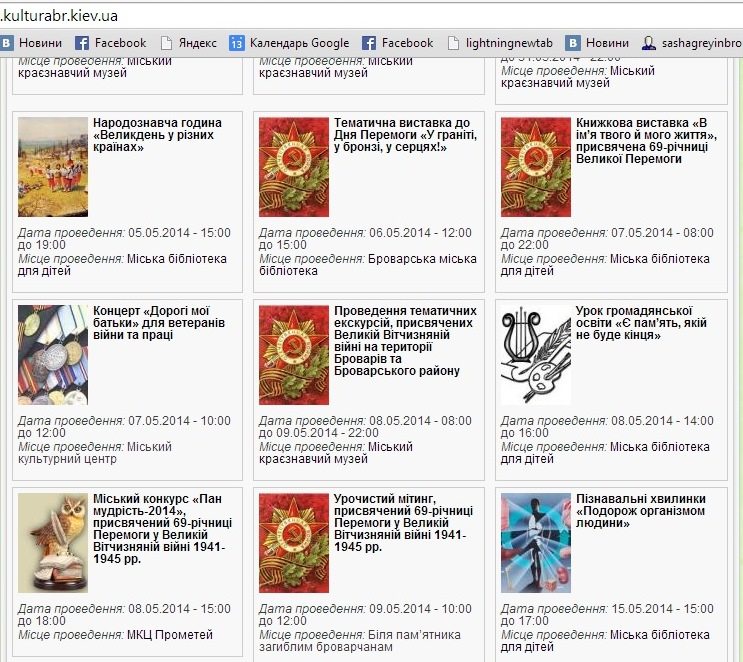 .kulturabr.kiev.ua
Новини Facebook Яндекс Календарь Google Facebook lightningnewtab Новини sashagreyinbro
Місце проведення: Міський
краєзнавчий музей
Місце проведення: Міський
краєзнавчий музей
до 31.05.2014 - 22:00
Місце проведення: Міський
краєзнавчий музей
Народознавча година
«Великдень у різних
країнах»
Дата проведення: 05.05.2014 - 15:00
до 19:00
Місце проведення: Міська бібліотека
для дітей
Тематична виставка до
Дня Перемоги «У граніті,
у бронзі, у серцях!»
Дата проведення: 06.05.2014 - 12:00
до 15:00
Місце проведення: Броварська міська
бібліотека
Книжкова виставка «В
ім'я твого й мого життя»,
присвячена 69-річниці
Великої Перемоги
Дата проведення: 07.05.2014 - 08:00
до 22:00
Місце проведення: Міська бібліотека
для дітей
Концерт «Дорогі мої
батьки» для ветеранів
війни та праці
Дата проведення: 07.05.2014 - 10:00
до 12:00
Місце проведення: Міський
культурний центр
Проведення тематичних
екскурсій, присвячених
Великій Вітчизняній
війні на території
Броварів та
Броварського району
Дата проведення: 08.05.2014 - 08:00
до 09.05.2014 - 22:00
Місце проведення: Міський
краєзнавчий музей
Урок громадянської
освіти «Є пам'ять, якій
не буде кінця»
Дата проведення: 08.05.2014 - 14:00
до 16:00
Місце проведення: Міська бібліотека
для дітей
Міський конкурс «Пан
мудрість-2014»,
присвячений 69-річниці
Перемоги у Великій
Вітчизняній війні 1941-
1945 рр.
Дата проведення: 08.05.2014 - 15:00
до 18:00
Місце проведення: МКЦ Прометей
Урочистий мітинг,
присвячений 69-річниці
Перемоги у Великій
Вітчизняній війні 1941-
1945 рр.
Дата проведення: 09.05.2014 - 10:00
до 12:00
Місце проведення: Біля пам'ятника
загиблим броварчанам
Пізнавальні хвилинки
«Подорож організмом
людини»
Дата проведення: 15.05.2014 - 15:00
до 17:00
Місце проведення: Міська бібліотека
для дітей